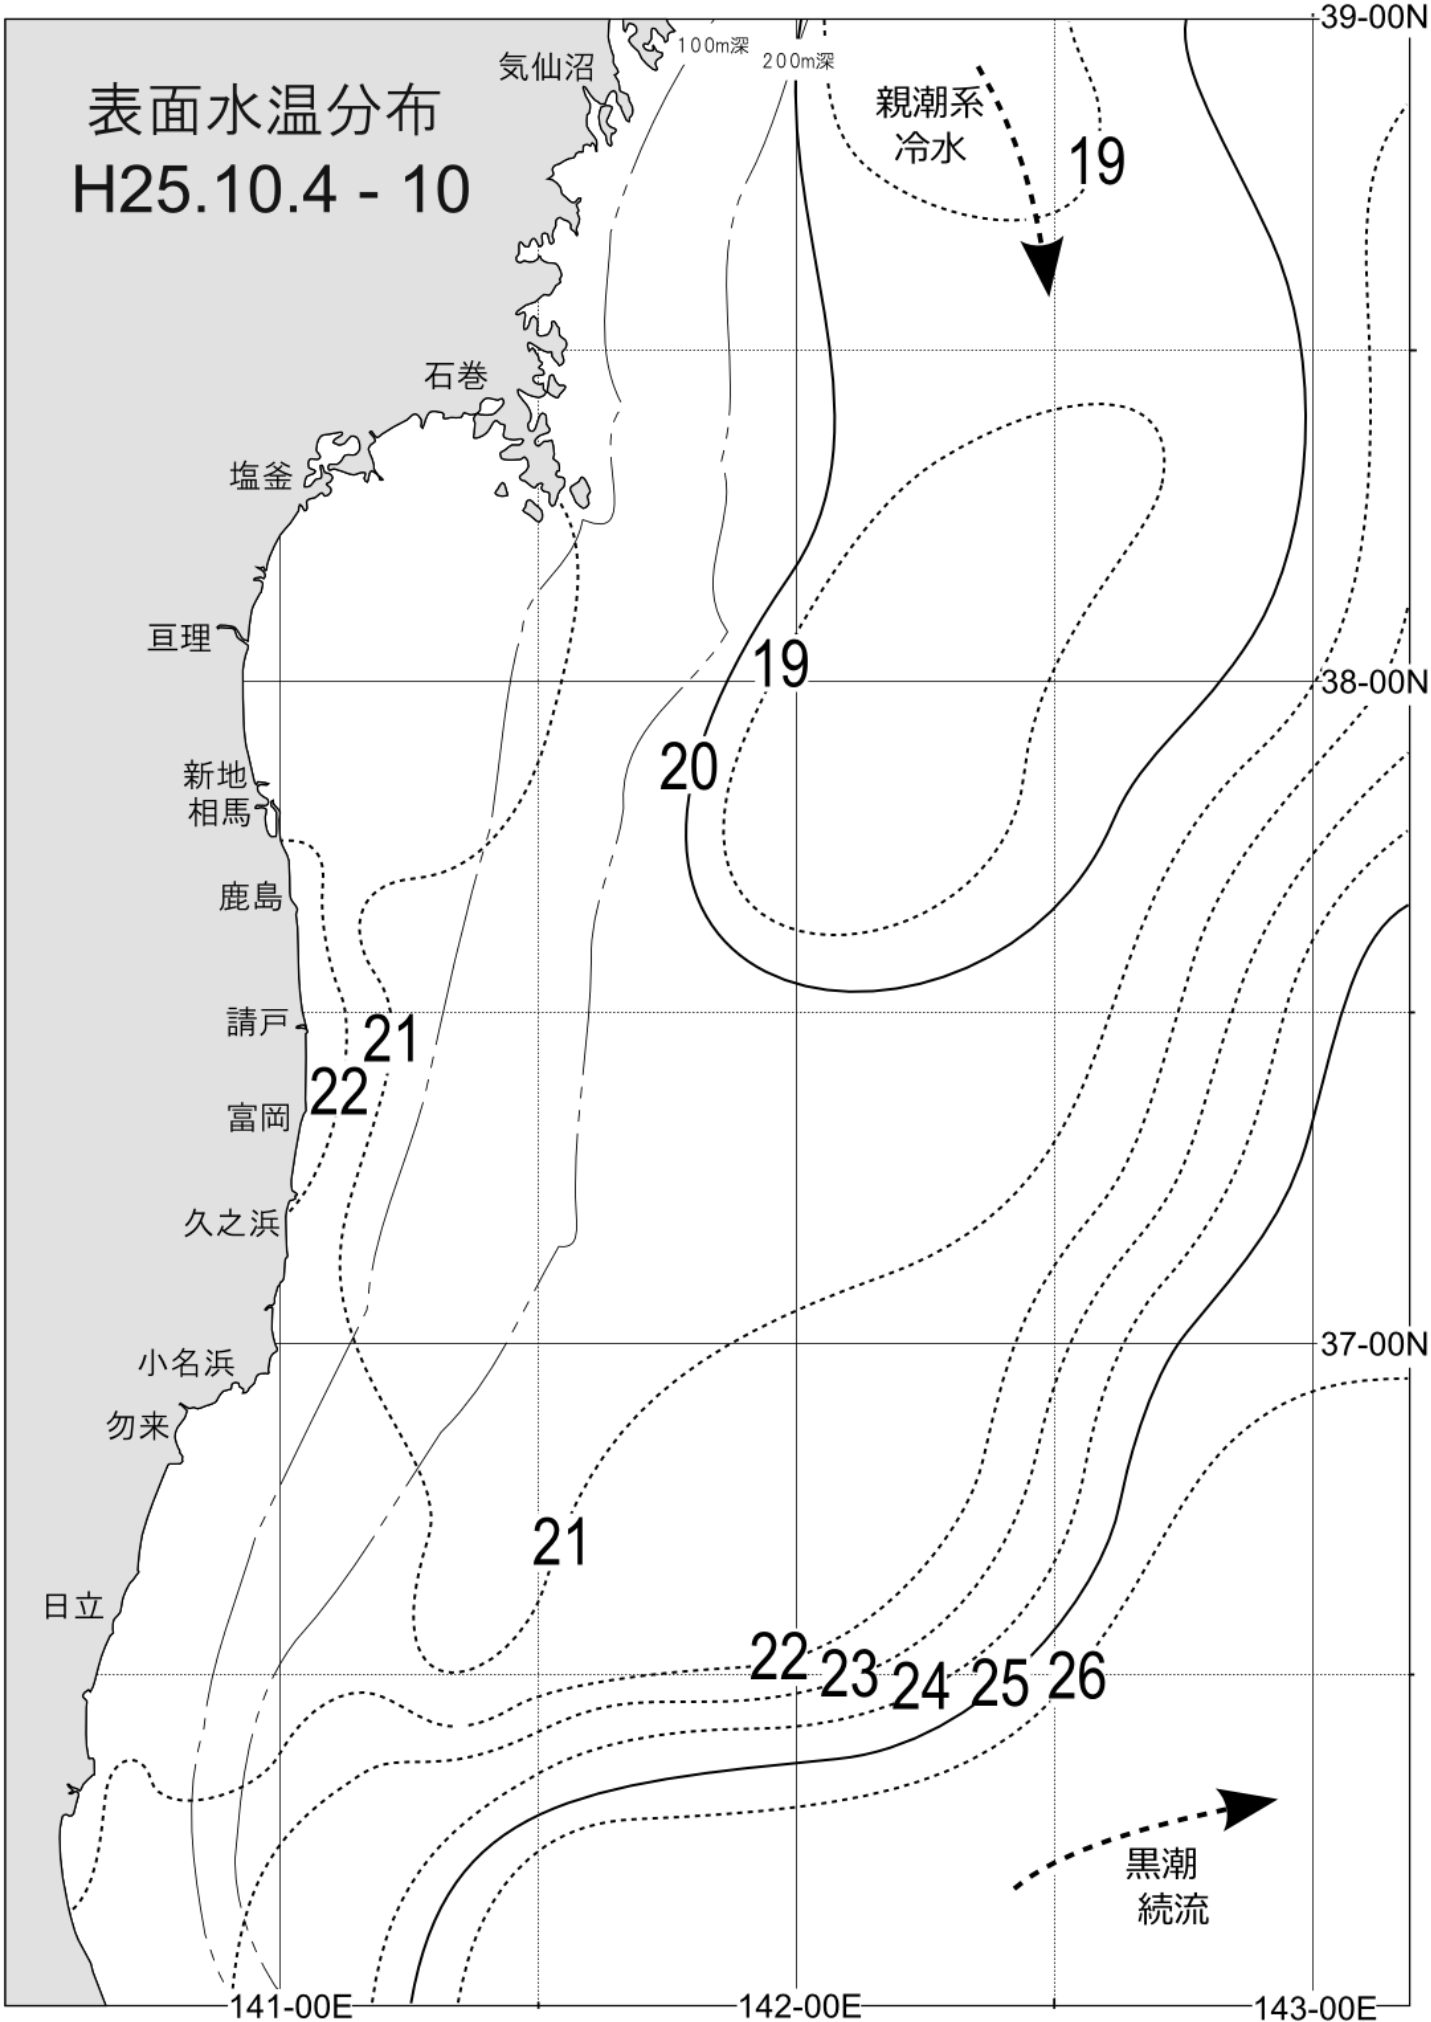 39-00N
100m深
200m深
気仙沼
表面水温分布
H25.10.4 - 10
親潮系
冷水
19
石巻
塩釜
亘理
19
38-00N
20
新地
相馬
鹿島
請戸
21
22
富岡
久之浜
37-00N
小名浜
勿来
21
日立
22
23
24
25
26
黒潮
続流
141-00E
142-00E
143-00E